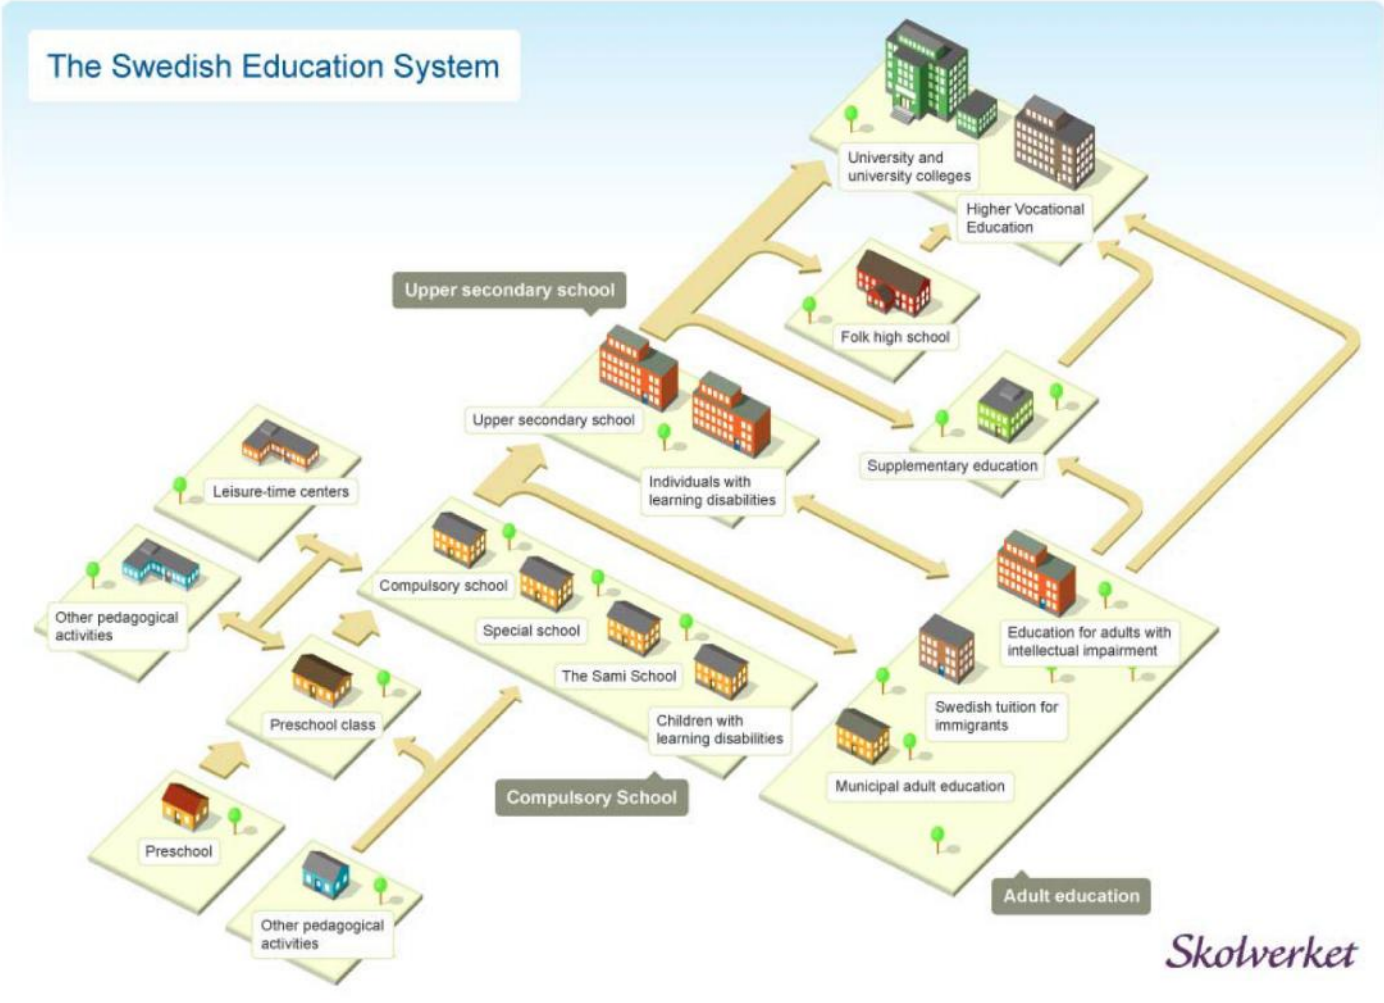 The Swedish Education System
University and
university colleges
Higher Vocational
Education
Upper secondary school
Folk high school
Upper secondary school
Supplementary education
Individuals with
learning disabilities
Leisure-time centers
Compulsory school
Other pedagogical
activities
Special school
Education for adults with
intellectual impairment
The Sami School
Swedish tuition for
immigrants
Preschool class
Children with
learning disabilities
Municipal adult education
Compulsory School
Preschool
Other pedagogical
activities
Adult education
Skolverket